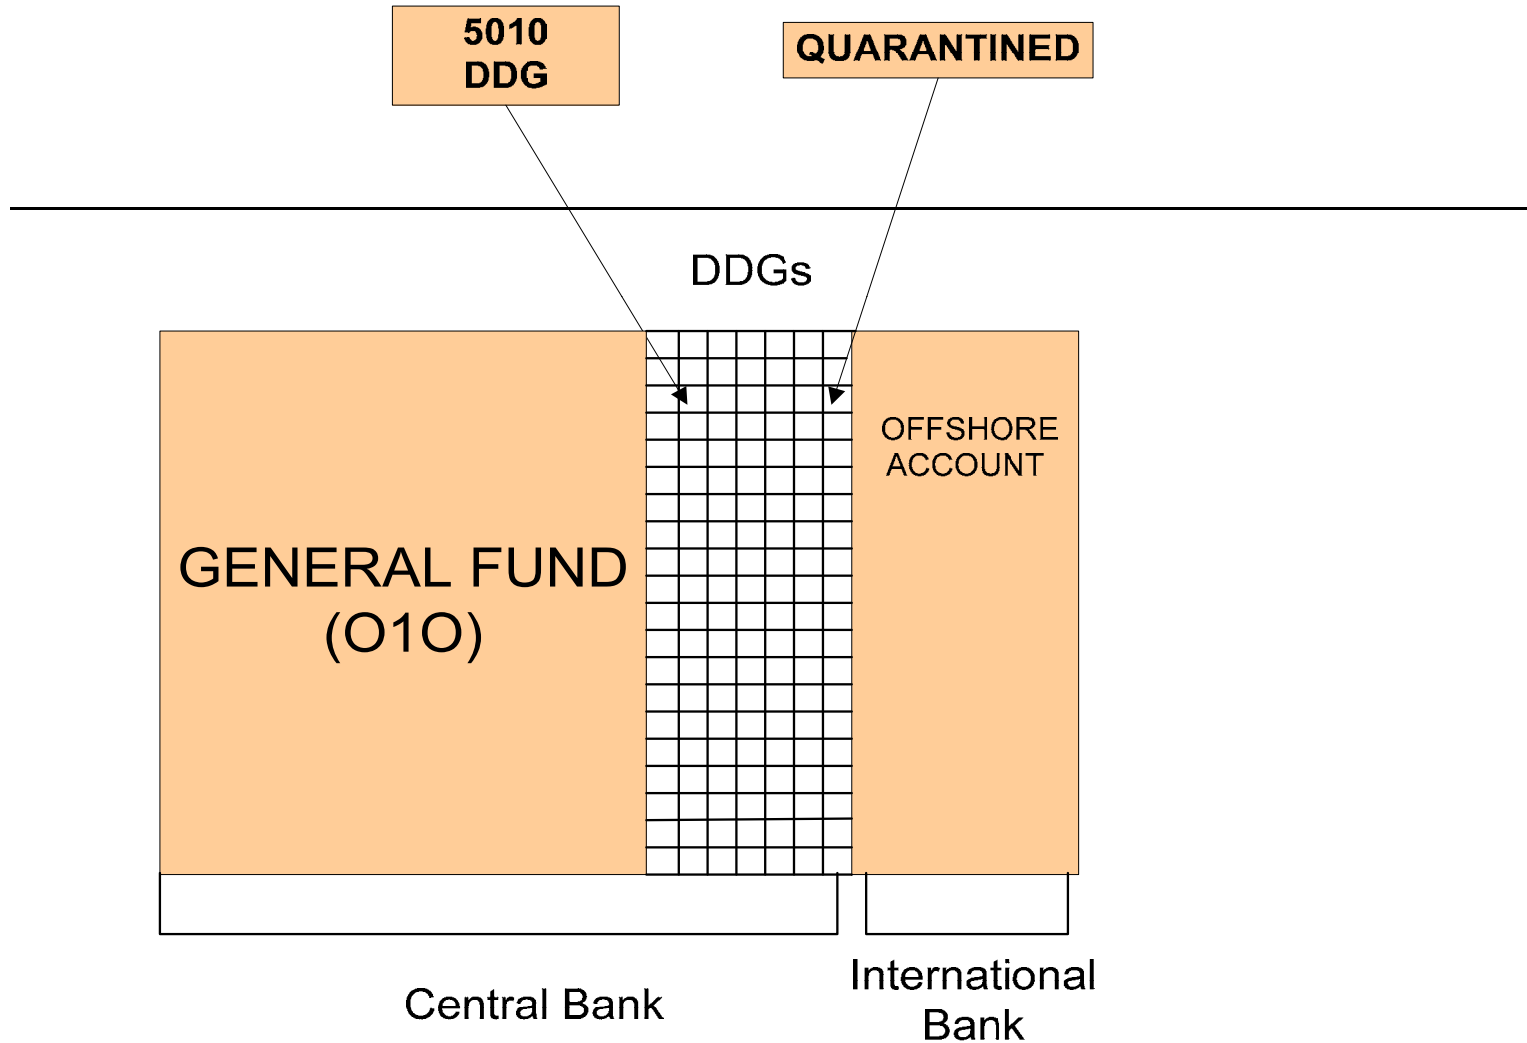 5010
DDG
QUARANTINED
DDGs
OFFSHORE
ACCOUNT
GENERAL FUND
(O1O)
Central Bank
International
Bank